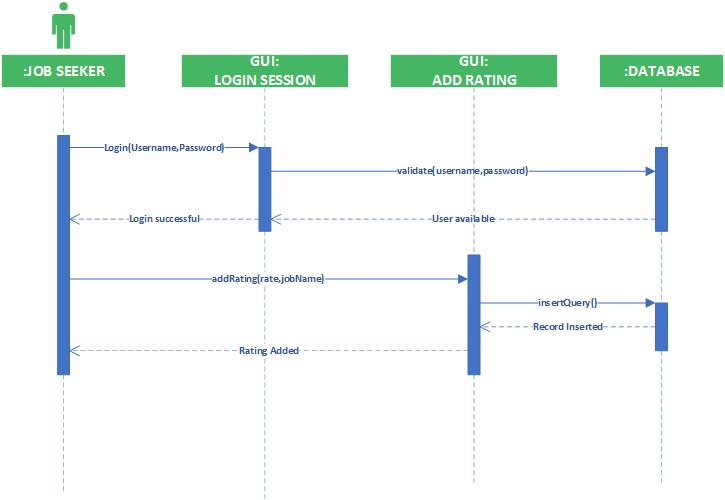 :JOB SEEKER
GUI:
LOGIN SESSION
GUI:
ADD RATING
:DATABASE
Login(Username,Password)
validate(username,password)
Login successful
User available
addRating(rate,jobName)
insertQuery()
Record Inserted
Rating Added